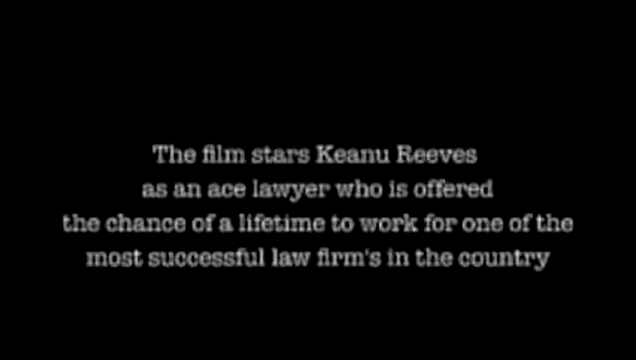 The film stars Keanu Reeves
as an ace lawyer who is offered
the chance of a lifetime to work for one of the
most successful law firm's in the country